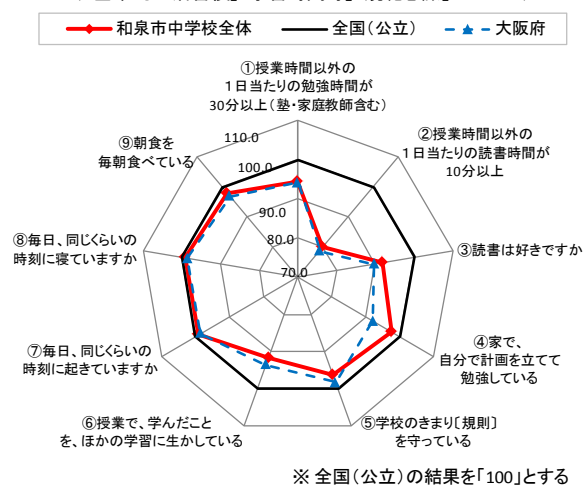 和泉市中学校全体 全国(公立) 大阪府
①授業時間以外の
1日当たりの勉強時間が
30分以上(塾・家庭教師含む)
②授業時間以外の
1日当たりの読書時間が
10分以上
③読書は好きですか
④家で、
自分で計画を立てて
勉強している
⑤学校のきまり〔規則〕
を守っている
⑥授業で、学んだこと
を、ほかの学習に生かしている
⑦毎日、同じくらいの
時刻に起きていますか
⑧毎日、同じくらいの
時刻に寝ていますか
⑨朝食を
毎朝食べている
110.0
100.0
90.0
80.0
70.0
※ 全国(公立)の結果を「100」とする